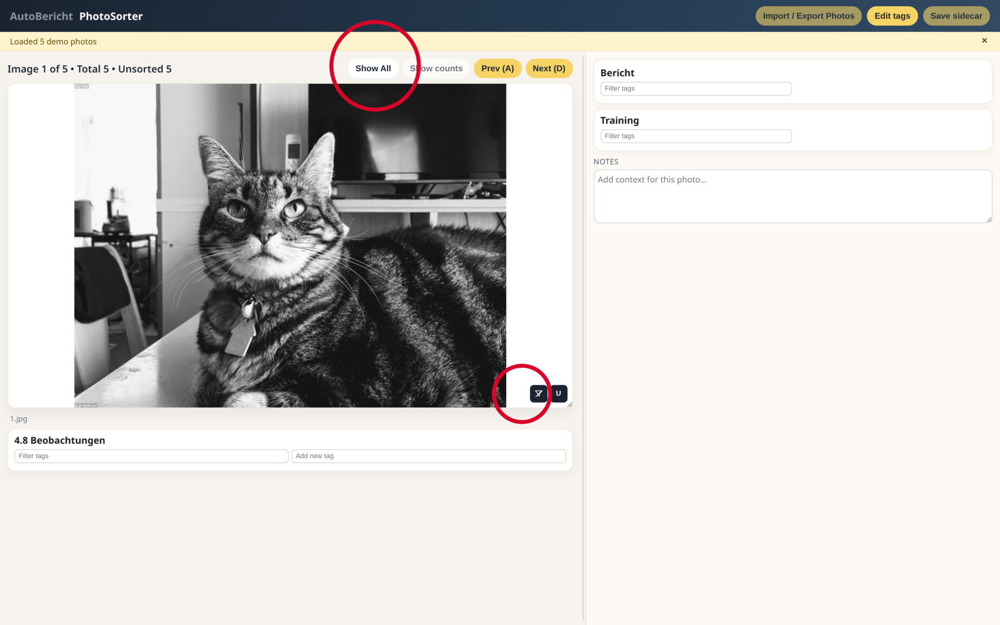 AutoBericht PhotoSorter
Import / Export Photos
Edit tags
Save sidecar
Loaded 5 demo photos
×
Image 1 of 5 • Total 5 • Unsorted 5
Show All
Show counts
Prev (A)
Next (D)
U
1.jpg
4.8 Beobachtungen
Filter tags
Add new tag
Bericht
Filter tags
Training
Filter tags
NOTES
Add context for this photo...